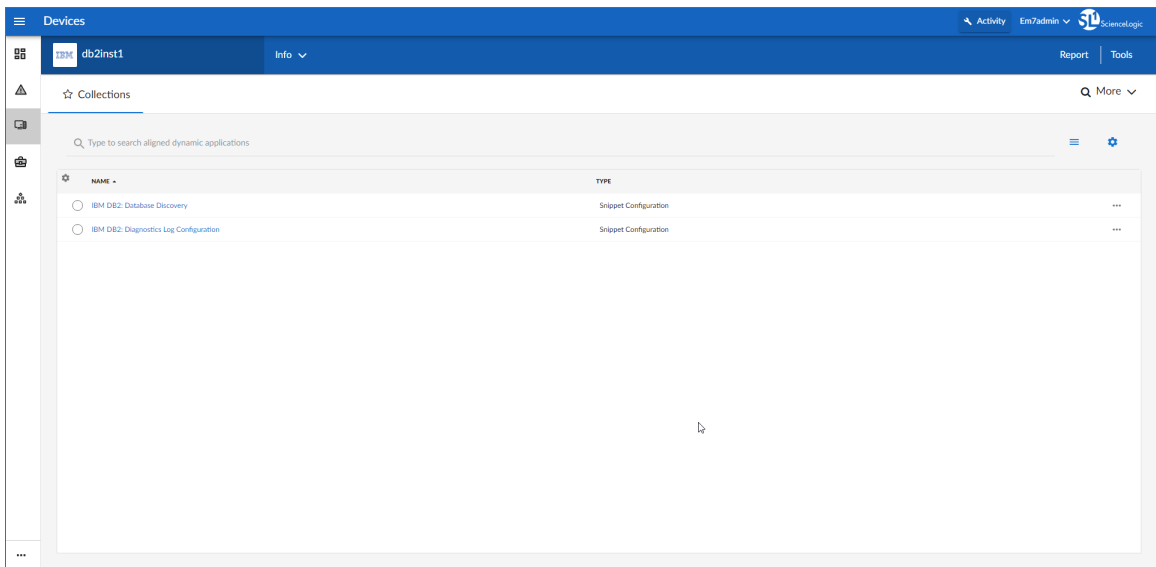 Devices
Activity Em7admin ScienceLogic
IBM db2inst1 Info Report Tools
Collections More
Type to search aligned dynamic applications
NAME TYPE
IBM DB2: Database Discovery Snippet Configuration
IBM DB2: Diagnostics Log Configuration Snippet Configuration